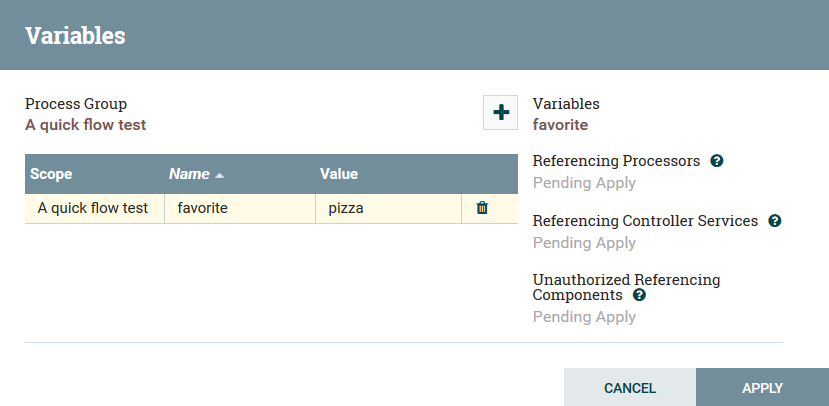 Variables
Process Group
A quick flow test
Scope Name Value
A quick flow test favorite pizza
Variables
favorite
Referencing Processors
Pending Apply
Referencing Controller Services
Pending Apply
Unauthorized Referencing
Components
Pending Apply
CANCEL APPLY